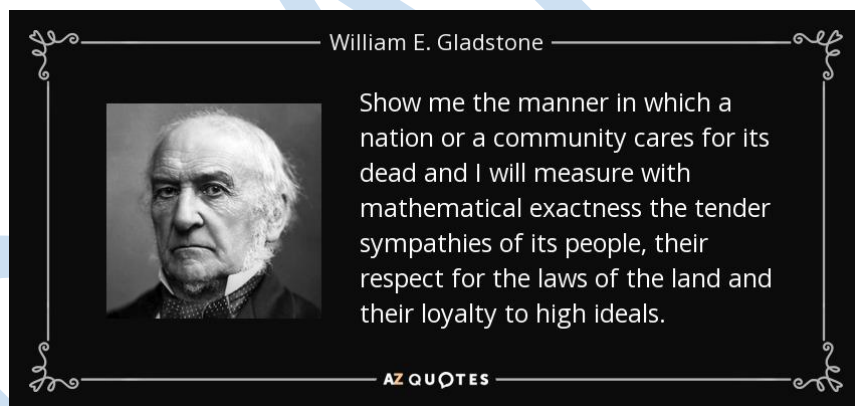 William E. Gladstone
Show me the manner in which a
nation or a community cares for its
dead and I will measure with
mathematical exactness the tender
sympathies of its people, their
respect for the laws of the land and
their loyalty to high ideals.
AZ QUOTES